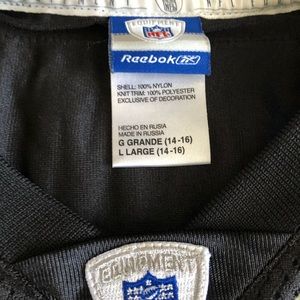 EQUIPMENT
NFL
Reebok
SHELL: 100% NYLON
KNIT TRIM: 100% POLYESTER
EXCLUSIVE OF DECORATION
HECHO EN RUSIA
MADE IN RUSSIA
G GRANDE (14-16)
L LARGE (14-16)
EQUIPMENT